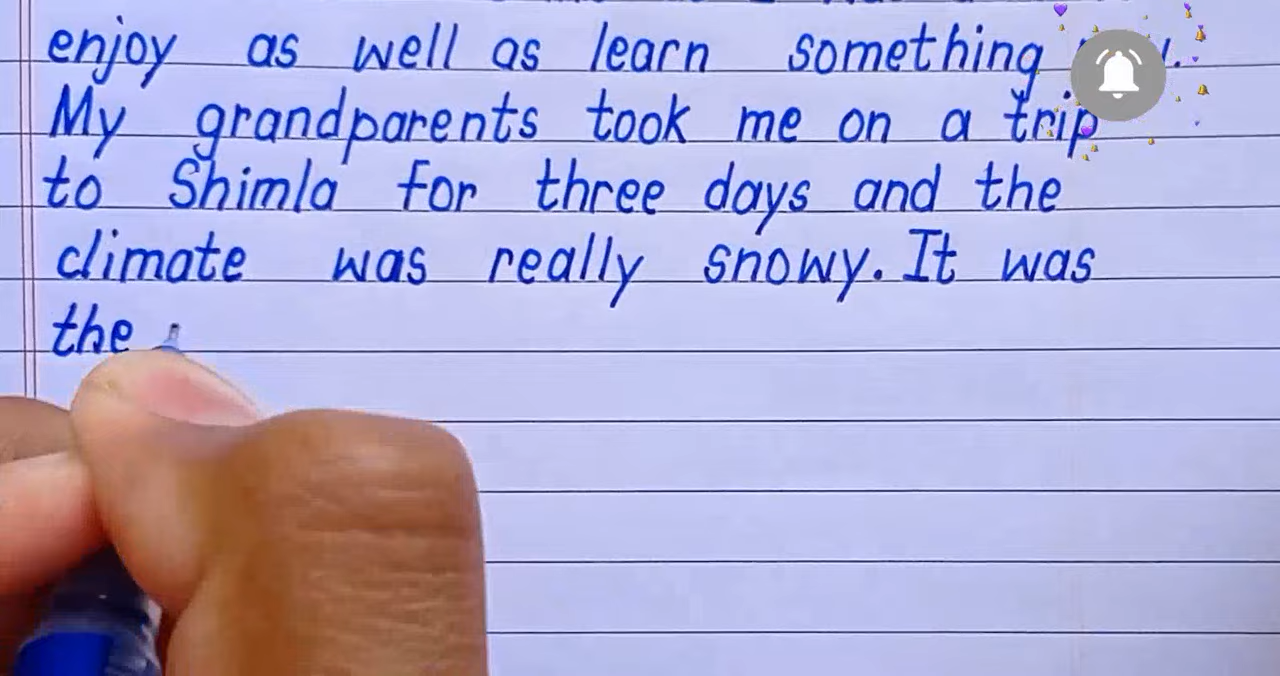 enjoy as well as learn something
My grandparents took me on a trip
to Shimla for three days and the
climate was really snowy. It was
the